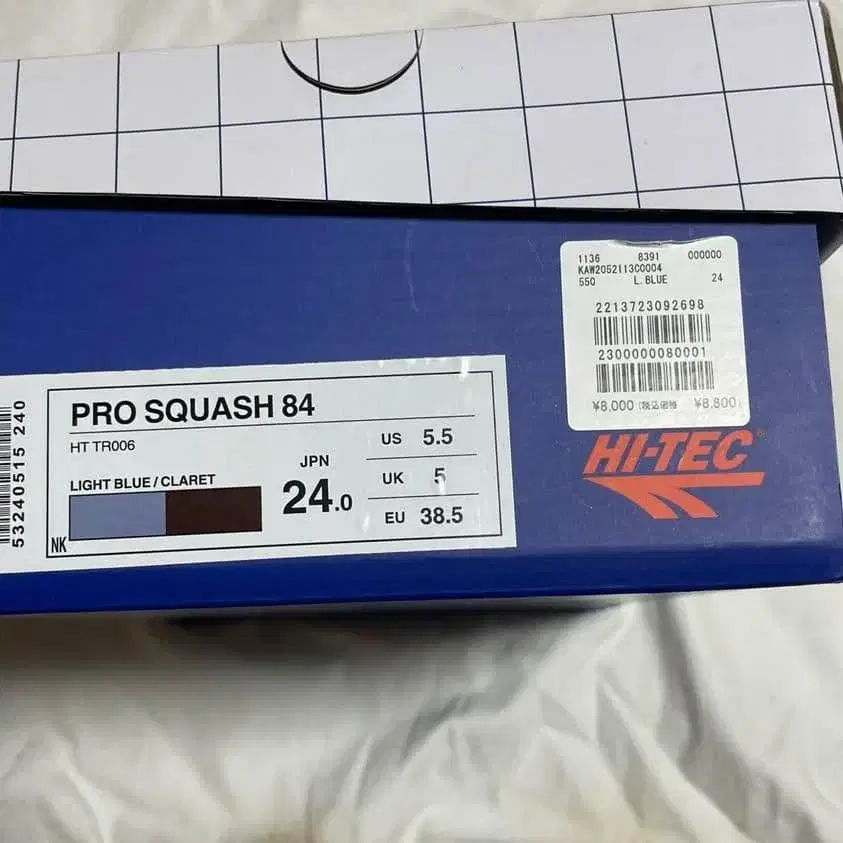 1136 8391 000000
KAW205211300004
550 L.BLUE 24
2213723092698
2300000080001
¥8,000 (税込価格 ¥8,800)
HI-TEC®
53240515 240
PRO SQUASH 84
HT TR006
LIGHT BLUE / CLARET
NK
JPN
24.0
US 5.5
UK 5
EU 38.5